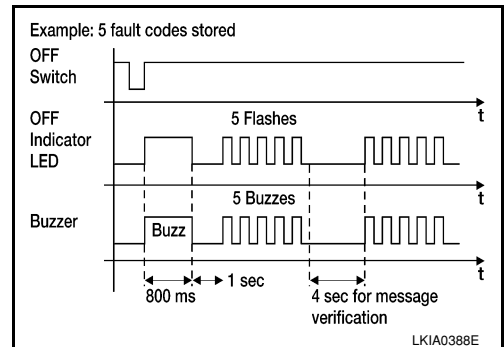 Example: 5 fault codes stored
OFF
Switch
t
OFF
Indicator
LED
5 Flashes
t
5 Buzzes
Buzzer
Buzz
t
1 sec
800 ms
4 sec for message
verification
LKIA0388E